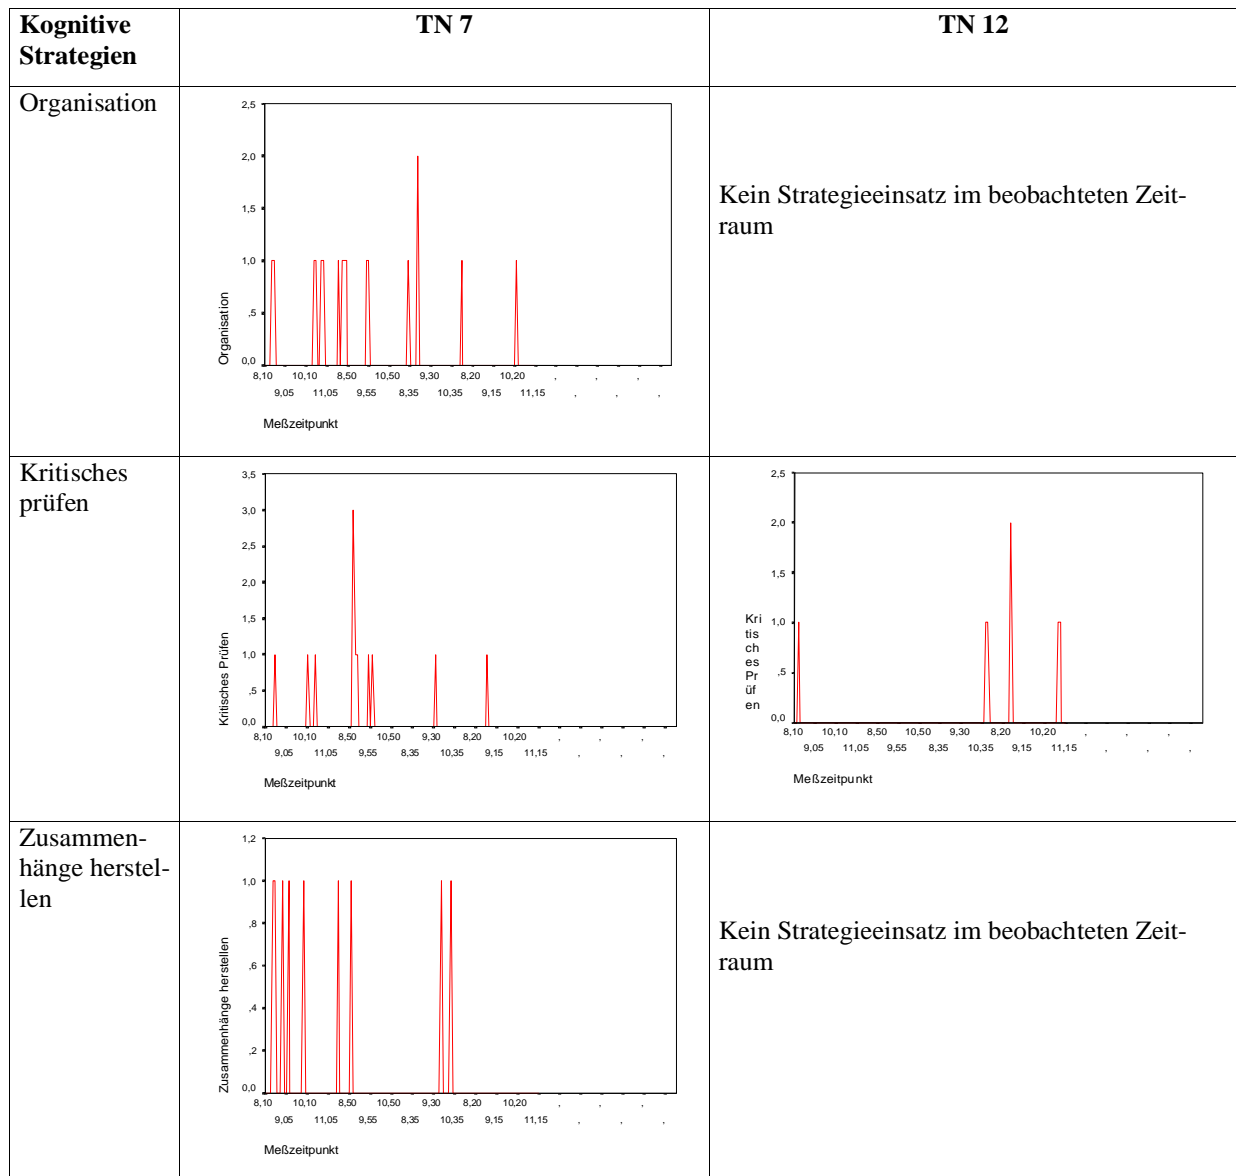 Kognitive
Strategien
TN 7
TN 12
Organisation
2,5
2,0
1,5
1,0
,5
0,0
Organisation
8,10 10,10 8,50 10,50 9,30 8,20 10,20 , , ,
9,05 11,05 9,55 8,35 10,35 9,15 11,15 , , ,
Meßzeitpunkt
Kein Strategieeinsatz im beobachteten Zeit-
raum
Kritisches
prüfen
3,5
3,0
2,5
2,0
1,5
1,0
,5
0,0
Kritisches Prüfen
8,10 10,10 8,50 10,50 9,30 8,20 10,20 , , ,
9,05 11,05 9,55 8,35 10,35 9,15 11,15 , , ,
Meßzeitpunkt
2,5
2,0
1,5
1,0
,5
0,0
Kri
tis
ch
es
Pr
üf
en
8,10 10,10 8,50 10,50 9,30 8,20 10,20 , , ,
9,05 11,05 9,55 8,35 10,35 9,15 11,15 , , ,
Meßzeitpunkt
Zusammen-
hänge herstel-
len
1,2
1,0
,8
,6
,4
,2
0,0
Zusammenhänge herstellen
8,10 10,10 8,50 10,50 9,30 8,20 10,20 , , ,
9,05 11,05 9,55 8,35 10,35 9,15 11,15 , , ,
Meßzeitpunkt
Kein Strategieeinsatz im beobachteten Zeit-
raum